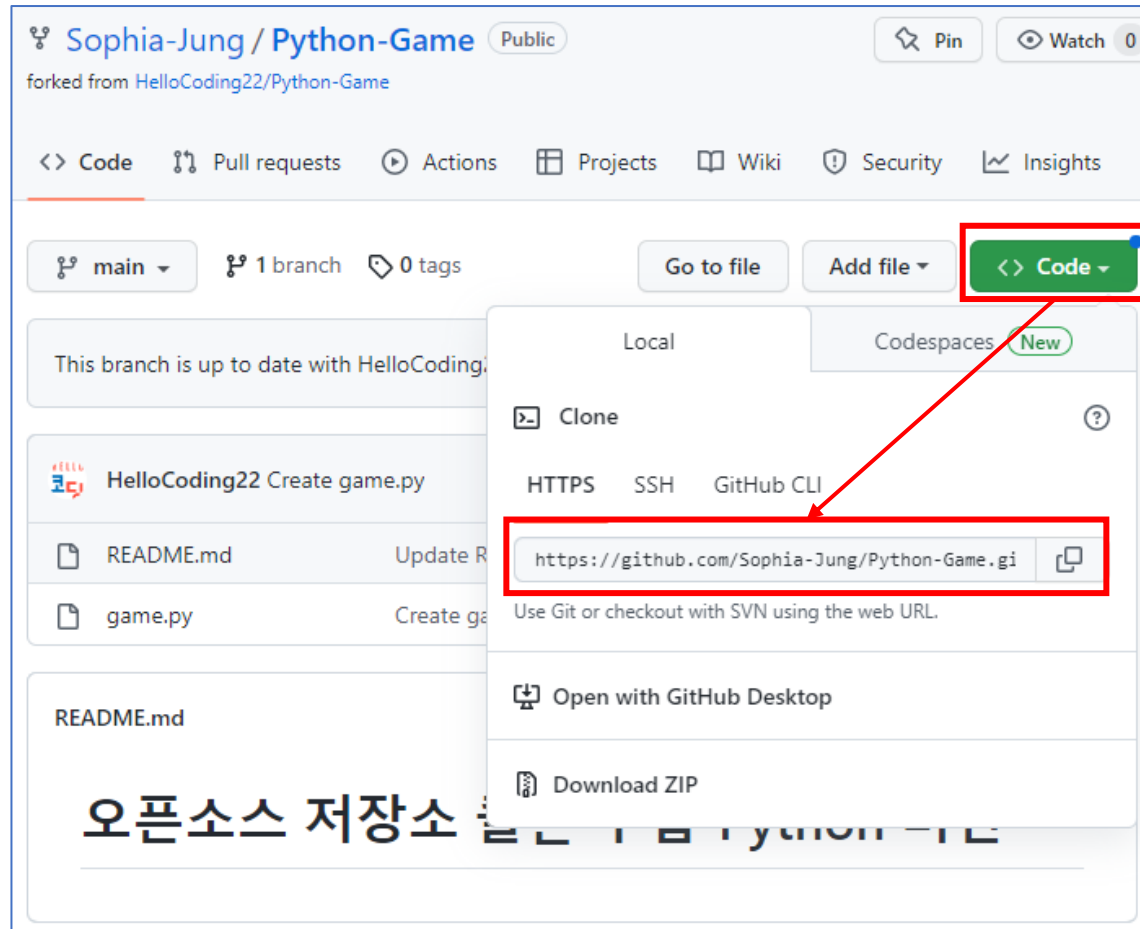 Sophia-Jung / Python-Game Public
Pin
Watch 0
forked from HelloCoding22/Python-Game
Code
Pull requests
Actions
Projects
Wiki
Security
Insights
main
1 branch
0 tags
Go to file
Add file
Code
This branch is up to date with HelloCoding
Local
Codespaces New
Clone
HTTPS
SSH
GitHub CLI
https://github.com/Sophia-Jung/Python-Game.gi
Use Git or checkout with SVN using the web URL.
Open with GitHub Desktop
Download ZIP
코딩
HelloCoding22 Create game.py
README.md
Update R
game.py
Create ga
README.md
오픈소스 저장소
Python